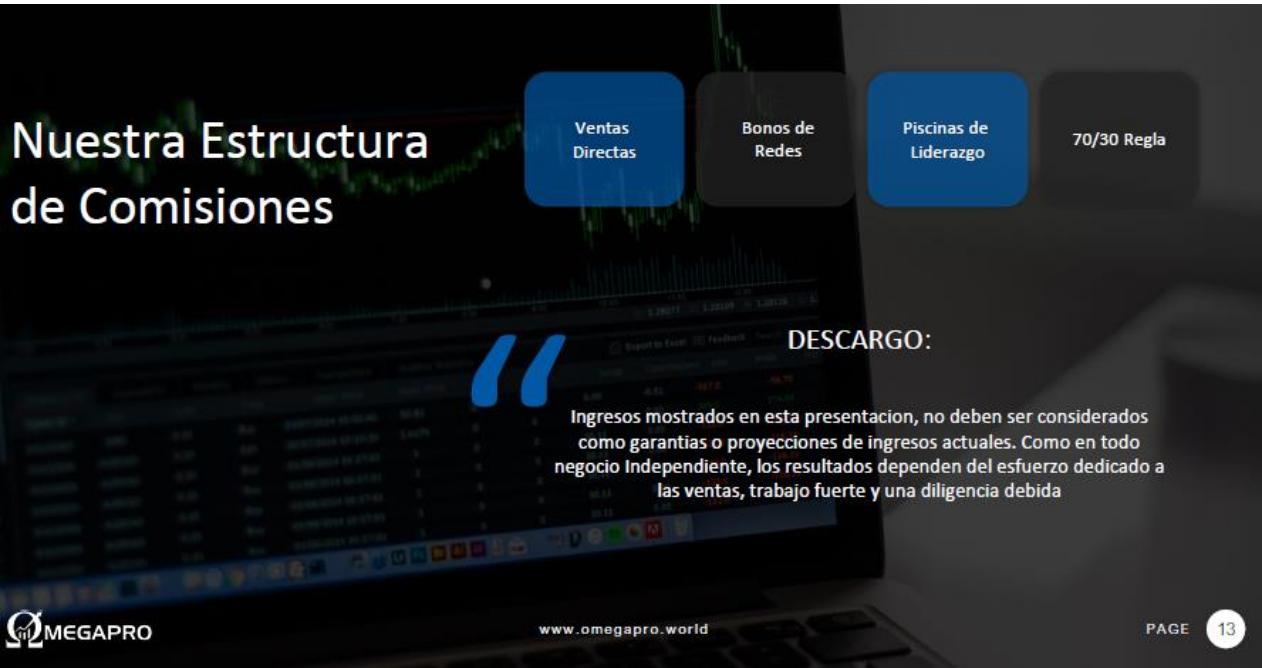 Nuestra Estructura
de Comisiones
Ventas
Directas
Bonos de
Redes
Piscinas de
Liderazgo
70/30 Regla
“
DESCARGO:
Ingresos mostrados en esta presentacion, no deben ser considerados
como garantias o proyecciones de ingresos actuales. Como en todo
negocio Independiente, los resultados dependen del esfuerzo dedicado a
las ventas, trabajo fuerte y una diligencia debida
ΩMEGAPRO
www.omegapro.world
PAGE 13